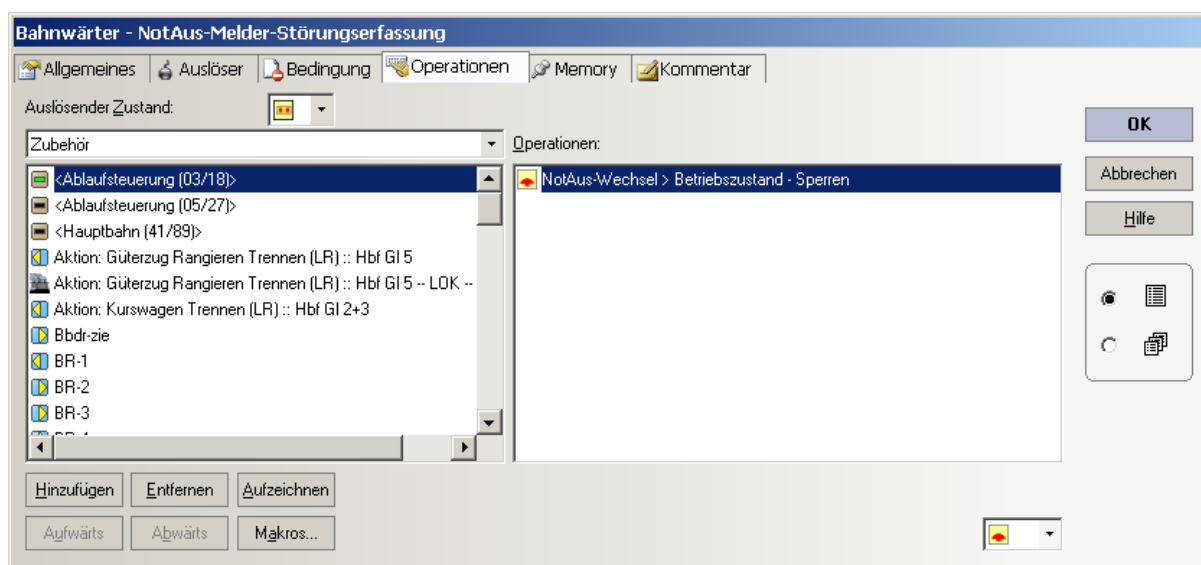 Bahnwärter - NotAus-Melder-Störungserfassung
Allgemeines Auslöser Bedingung Operationen Memory Kommentar
Auslösender Zustand:
Zubehör
Operationen:
<Ablaufsteuerung (03/18)>
<Ablaufsteuerung (05/27)>
<Hauptbahn (41/89)>
Aktion: Güterzug Rangieren Trennen (LR) :: Hbf Gl 5
Aktion: Güterzug Rangieren Trennen (LR) :: Hbf Gl 5 -- LOK --
Aktion: Kurswagen Trennen (LR) :: Hbf Gl 2+3
Bbdr-zie
BR-1
BR-2
BR-3
NotAus-Wechsel > Betriebszustand - Sperren
OK
Abbrechen
Hilfe
Hinzufügen Entfernen Aufzeichnen
Aufwärts Abwärts Makros...